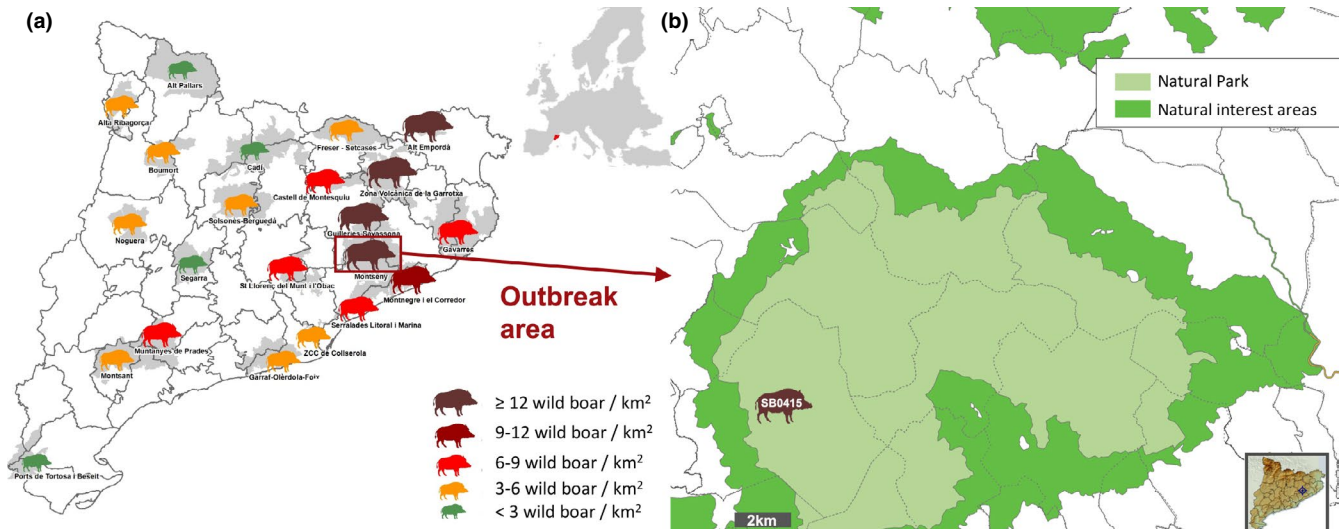 (a)
Alt Pallars
Alta Ribagorça
Boumort
Cadí
Freser - Setcases
Alt Empordà
Castell de Montesquiu
Zona Volcànica de la Garrotxa
Solsonès-Berguedà
Noguera
Guilleries-Savassona
Gavarres
Segarra
Montseny
St Llorenç del Munt i l'Obac
Montnegre i el Corredor
Serralades Litoral i Marina
ZCC de Collserola
Muntanyes de Prades
Montsant
Garraf-Olèrdola-Foix
Ports de Tortosa i Beseit
Outbreak
area
≥ 12 wild boar / km²
9-12 wild boar / km²
6-9 wild boar / km²
3-6 wild boar / km²
< 3 wild boar / km²
(b)
Natural Park
Natural interest areas
SB0415
2km